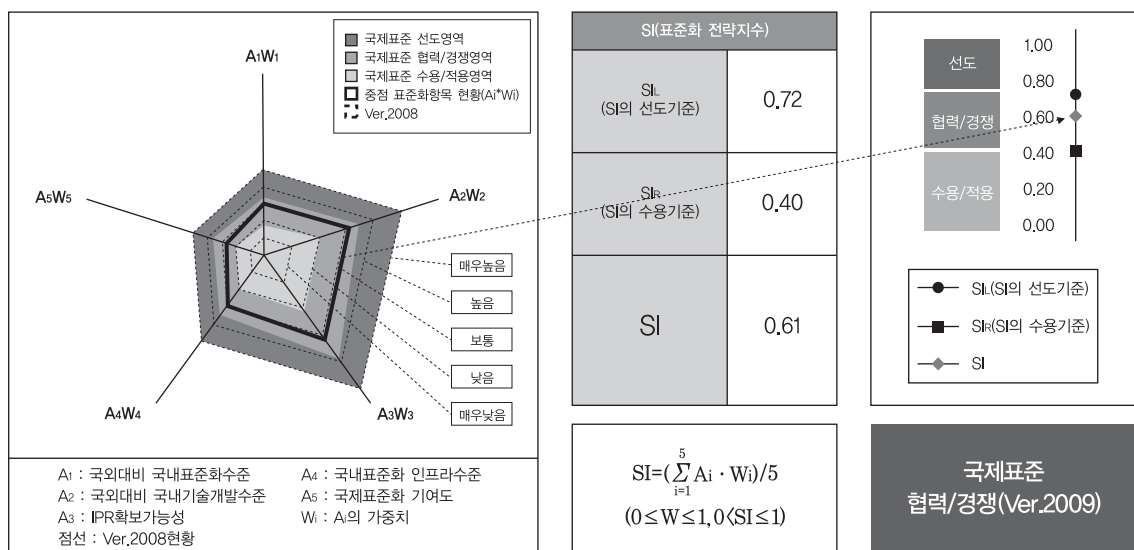 국제표준 선도영역
국제표준 협력/경쟁영역
국제표준 수용/적용영역
중점 표준화항목 현황(Ai*Wi)
Ver.2008
A1W1
A2W2
A3W3
A4W4
A5W5
매우높음
높음
보통
낮음
매우낮음
A1 : 국외대비 국내표준화수준
A2 : 국외대비 국내기술개발수준
A3 : IPR확보가능성
점선 : Ver.2008현황
A4 : 국내표준화 인프라수준
A5 : 국제표준화 기여도
Wi : Ai의 가중치
SI(표준화 전략지수)
SIL
(SI의 선도기준)
0.72
SIR
(SI의 수용기준)
0.40
SI
0.61
SI=(5∑i=1 Ai · Wi)/5
(0≤W≤1, 0<SI≤1)
선도
협력/경쟁
수용/적용
1.00
0.80
0.60
0.40
0.20
0.00
SIL(SI의 선도기준)
SIR(SI의 수용기준)
SI
국제표준
협력/경쟁(Ver.2009)